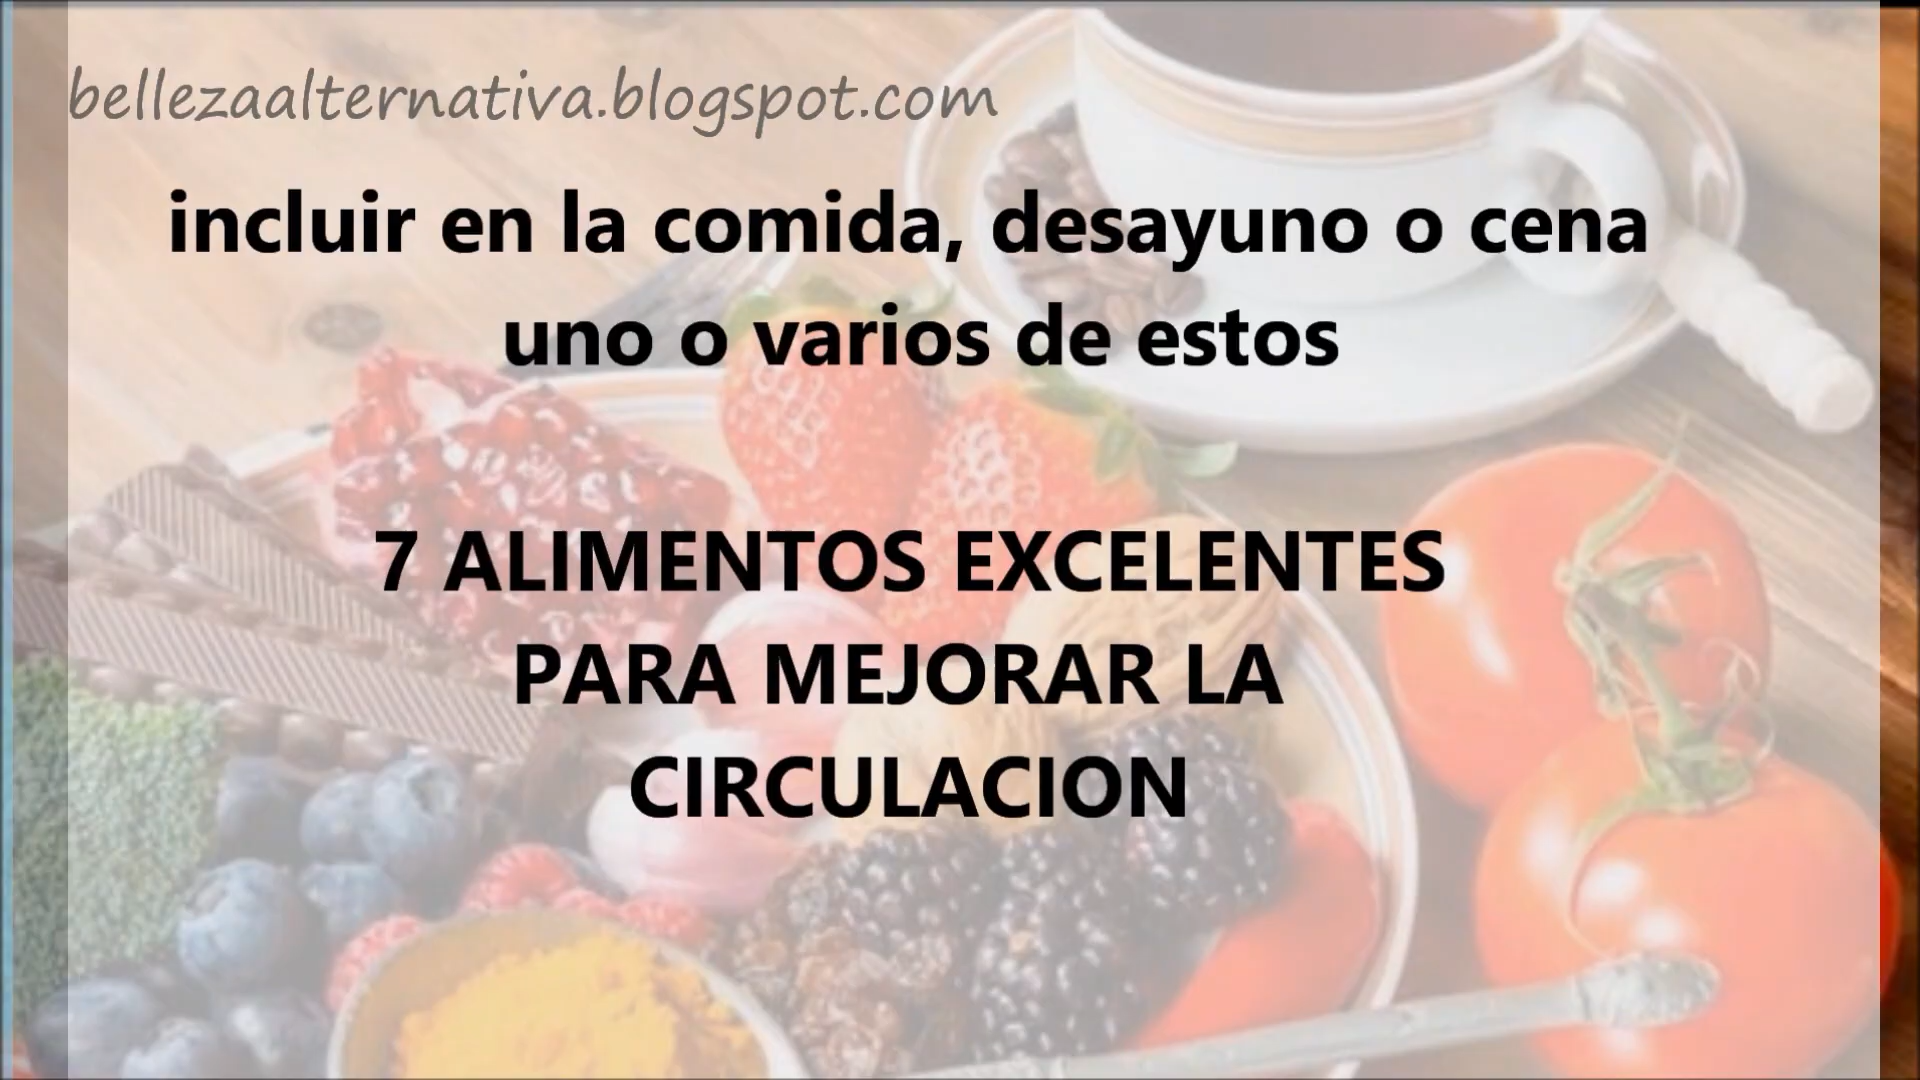 bellezaalternativa.blogspot.com
incluir en la comida, desayuno o cena
uno o varios de estos
7 ALIMENTOS EXCELENTES
PARA MEJORAR LA
CIRCULACION